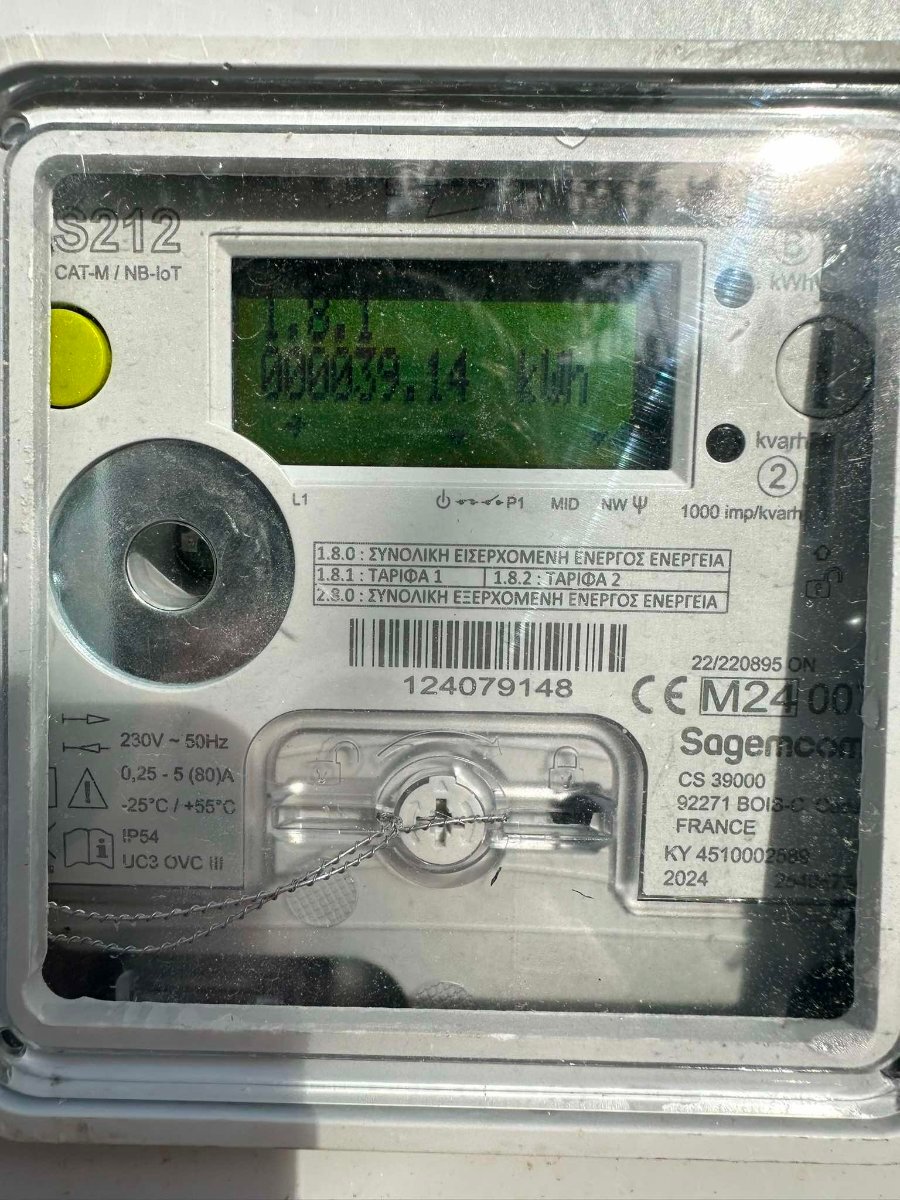 S212
CAT-M / NB-IoT
kWh
1.8.1
000039.14 kWh
kvarh
2
1000 imp/kvarh
L1
P1 MID NW
1.8.0 : ΣΥΝΟΛΙΚΗ ΕΙΣΕΡΧΟΜΕΝΗ ΕΝΕΡΓΟΣ ΕΝΕΡΓΕΙΑ
1.8.1 : ΤΑΡΙΦΑ 1 1.8.2 : ΤΑΡΙΦΑ 2
2.8.0 : ΣΥΝΟΛΙΚΗ ΕΞΕΡΧΟΜΕΝΗ ΕΝΕΡΓΟΣ ΕΝΕΡΓΕΙΑ
124079148
22/220895 ON
CE M24 007
Sagemcom
230V ~ 50Hz
0,25 - 5 (80)A
-25°C / +55°C
IP54
UC3 OVC III
CS 39000
92271 BOIS-C
FRANCE
KY 4510002589
2024